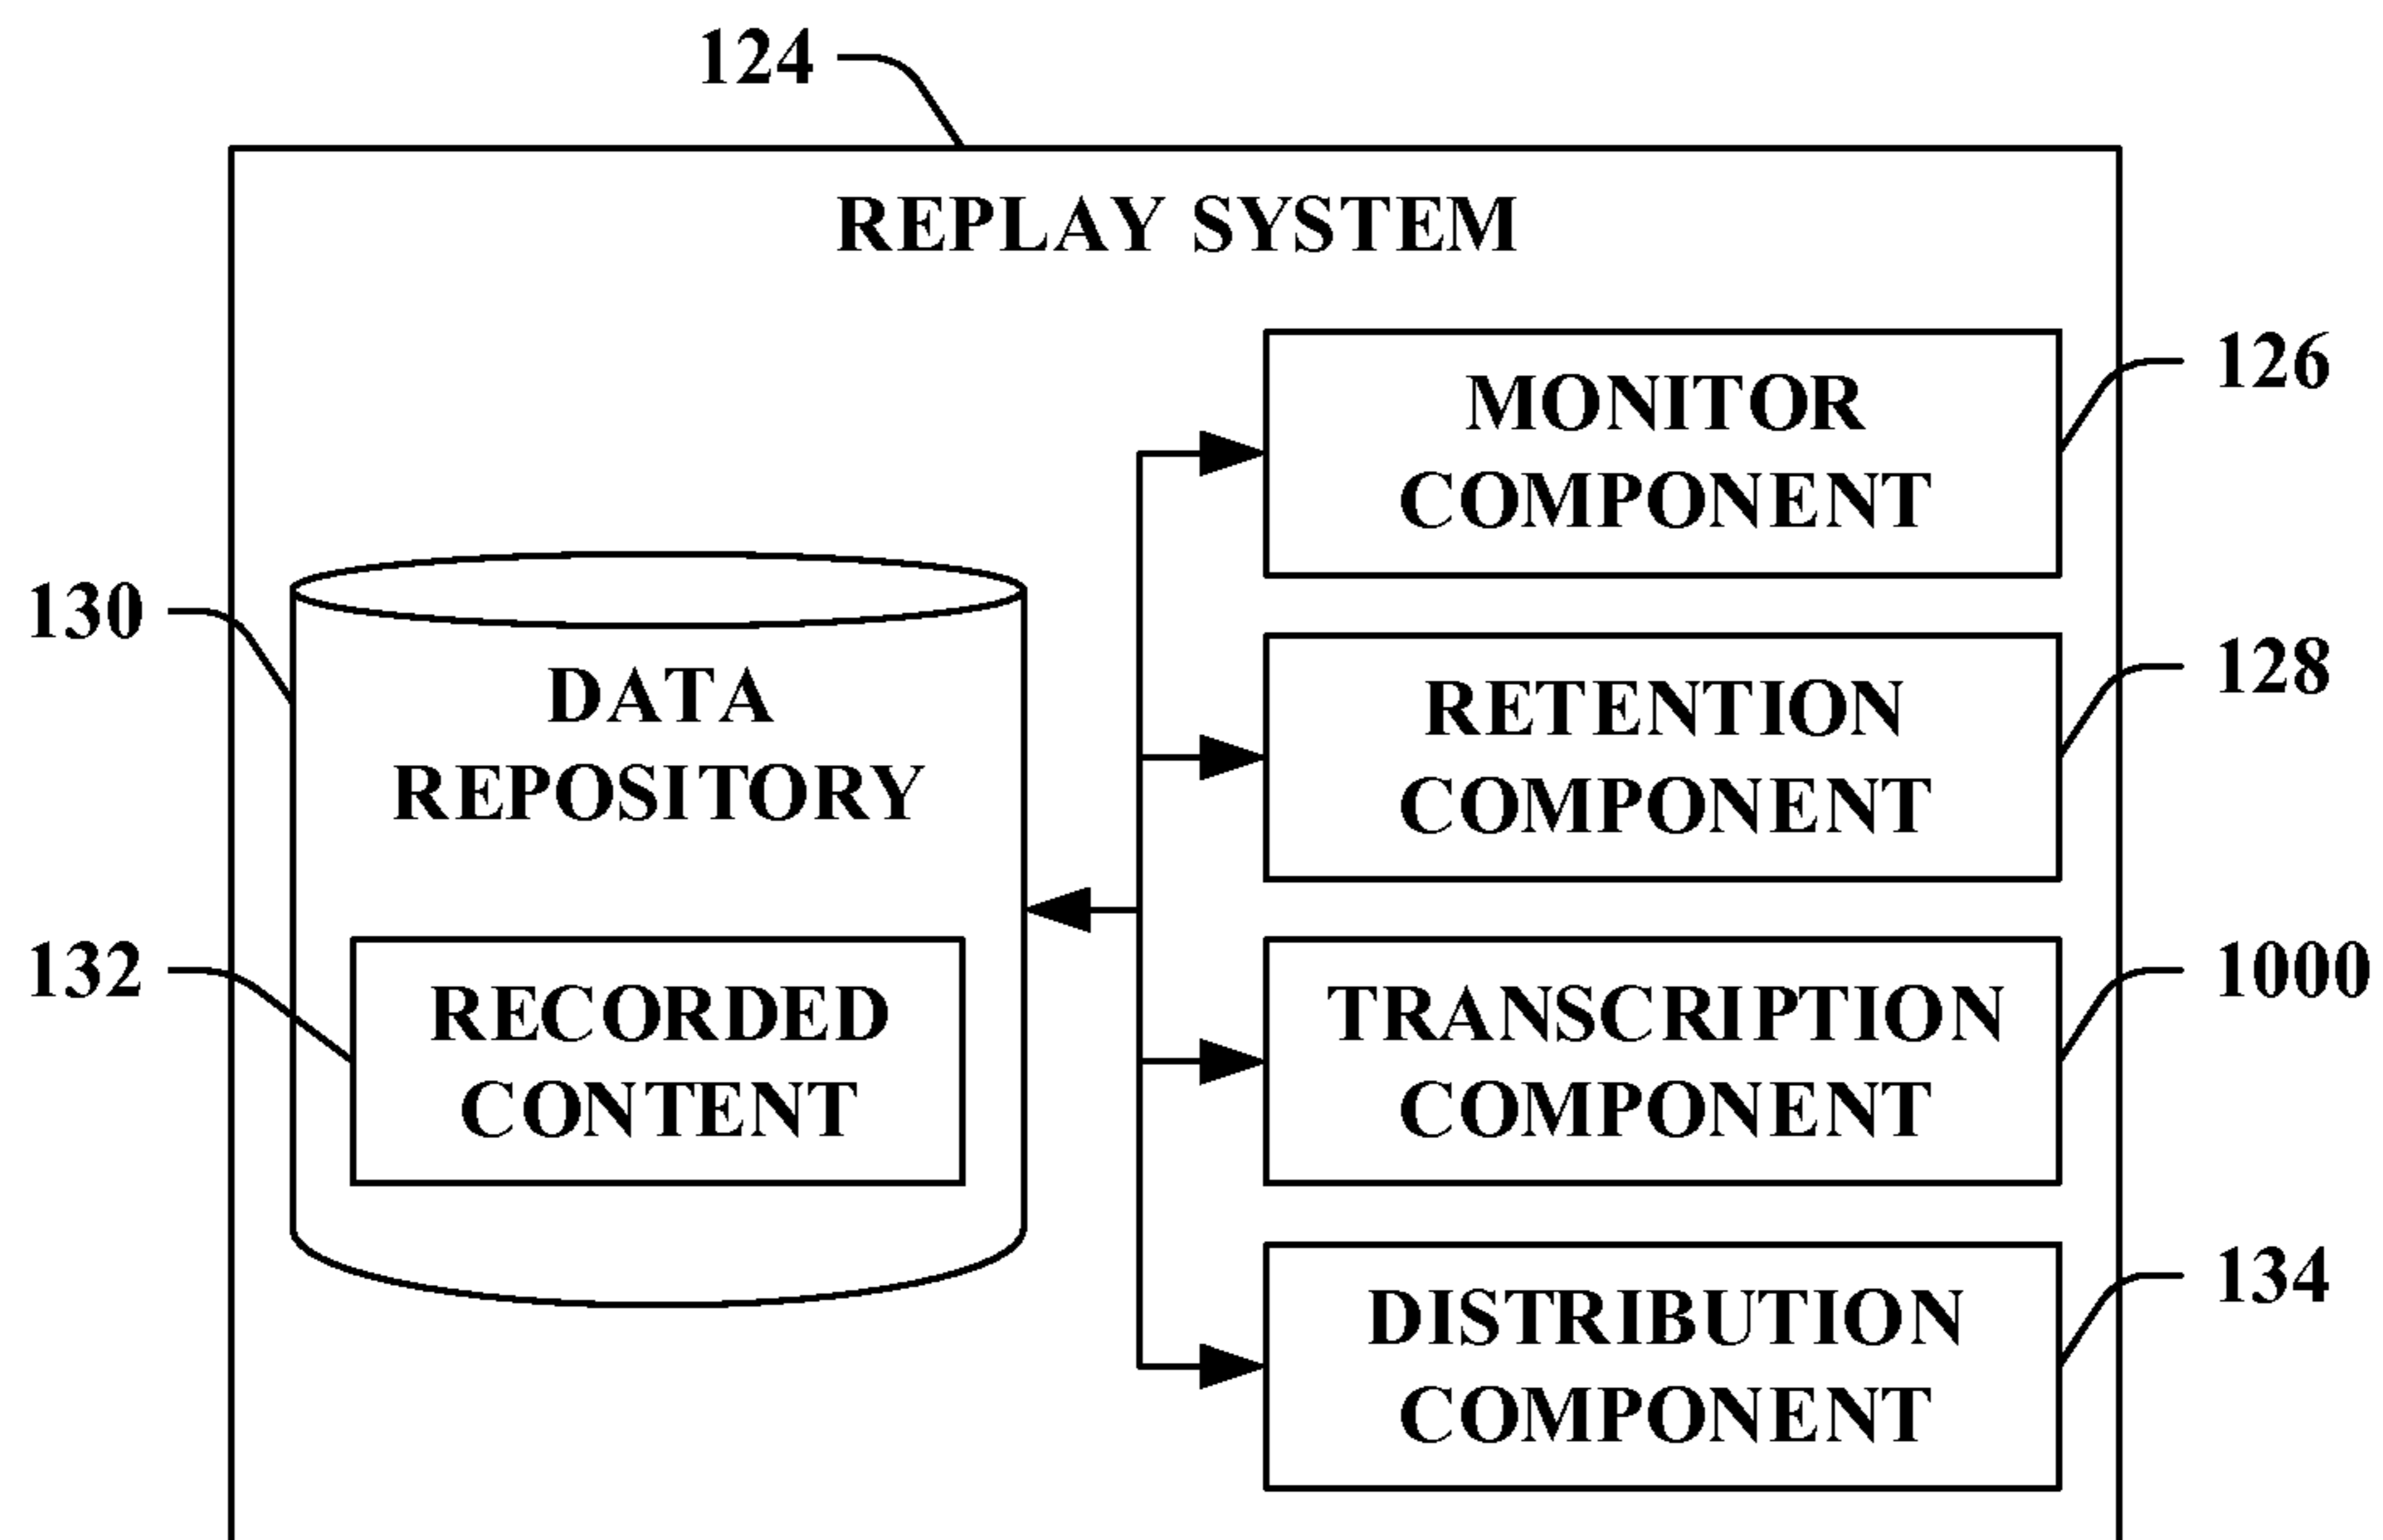 124
REPLAY SYSTEM
MONITOR
COMPONENT
126
130
DATA
REPOSITORY
RETENTION
COMPONENT
128
132
RECORDED
CONTENT
TRANSCRIPTION
COMPONENT
1000
DISTRIBUTION
COMPONENT
134